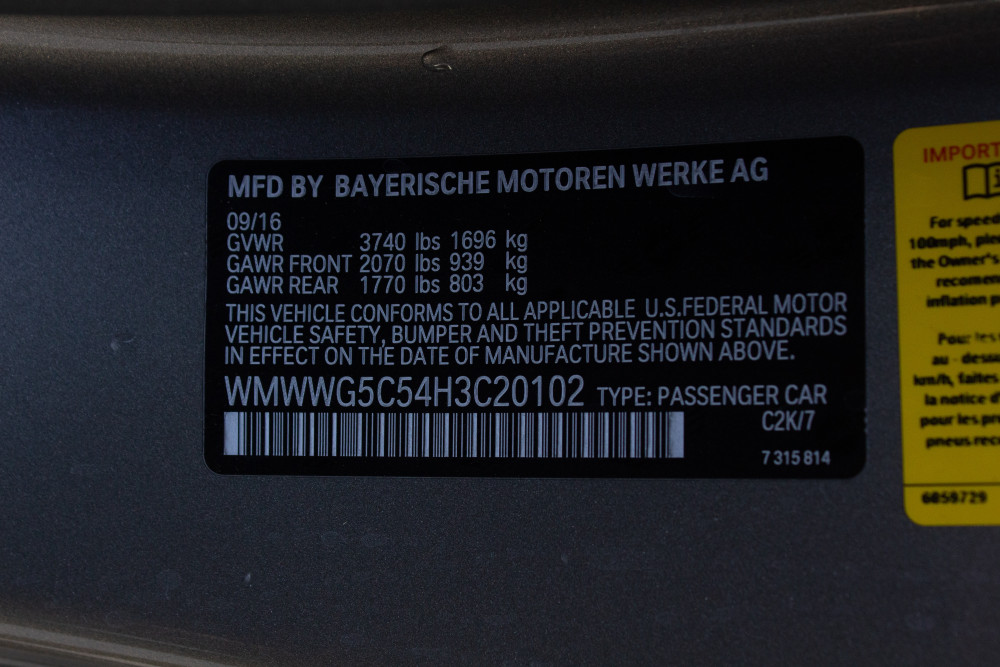 MFD BY BAYERISCHE MOTOREN WERKE AG
09/16
GVWR 3740 lbs 1696 kg
GAWR FRONT 2070 lbs 939 kg
GAWR REAR 1770 lbs 803 kg
THIS VEHICLE CONFORMS TO ALL APPLICABLE U.S.FEDERAL MOTOR
VEHICLE SAFETY, BUMPER AND THEFT PREVENTION STANDARDS
IN EFFECT ON THE DATE OF MANUFACTURE SHOWN ABOVE.
WMWWG5C54H3C20102 TYPE: PASSENGER CAR
C2K/7
7 315 814
IMPORT
For speed
100mph,
the Owner's
recomen
inflation p
Pour les
au - dessu
km/h, faites
la notice d'
pour les pr
pneus rec
6859729